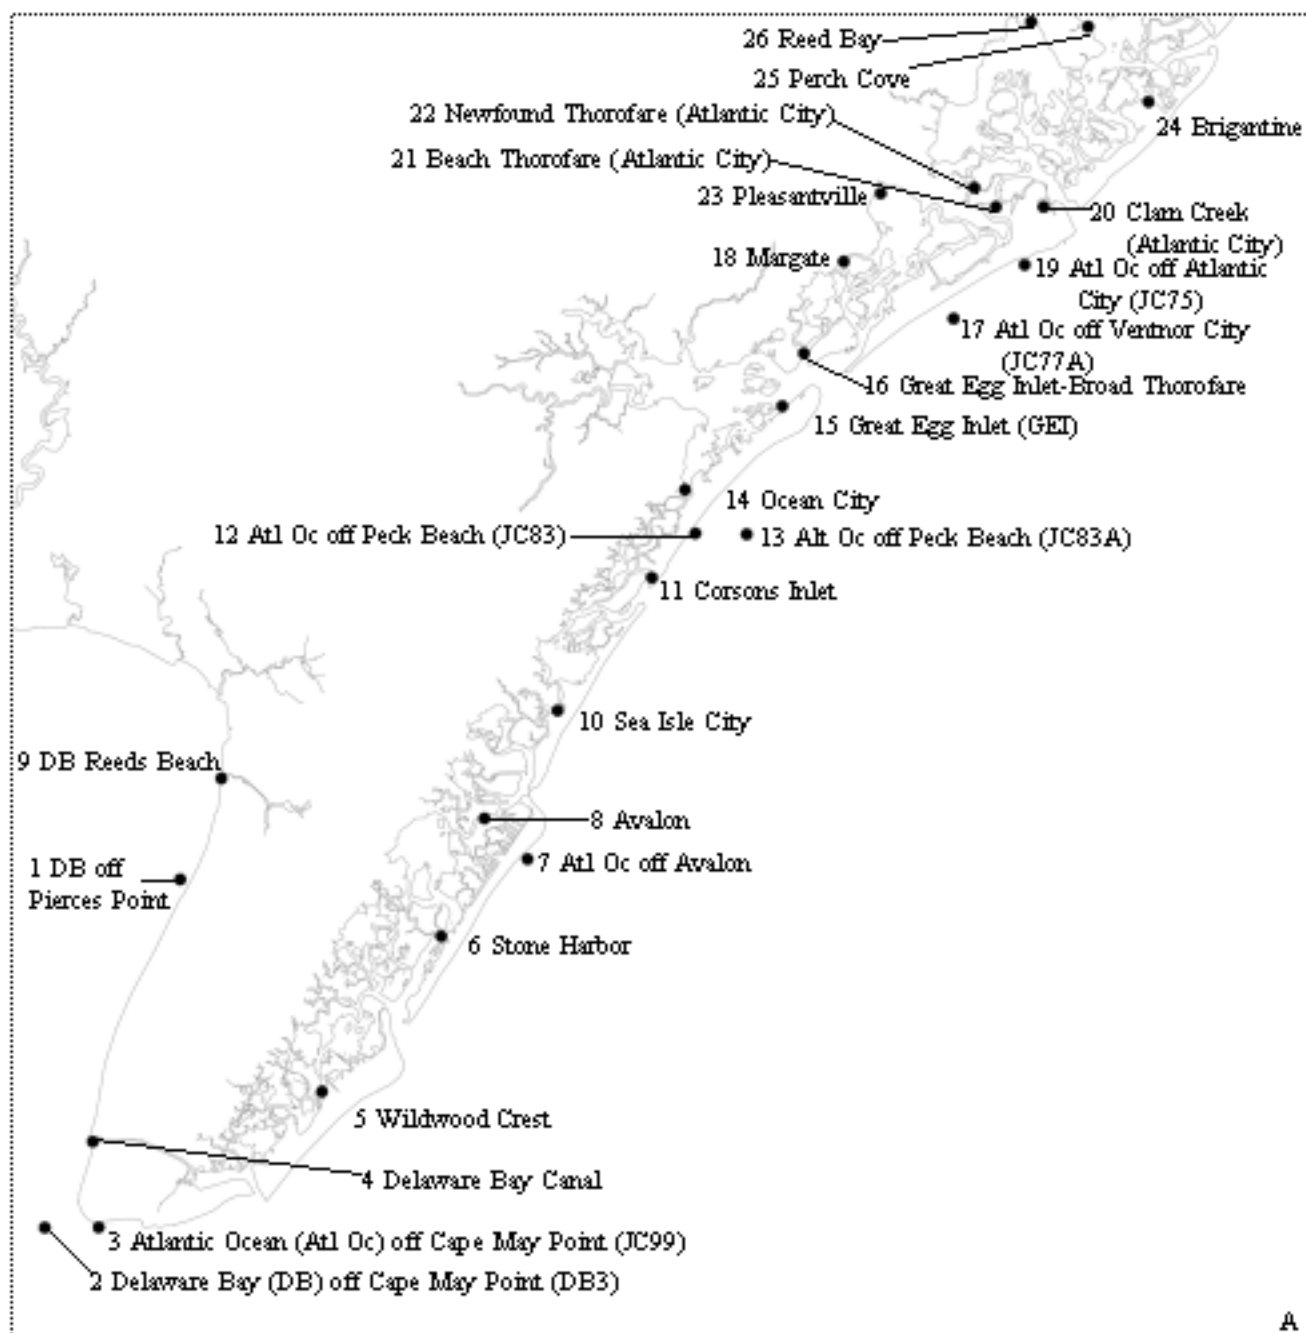 26 Reed Bay
25 Perch Cove
22 Newfound Thorofare (Atlantic City)
24 Brigantine
21 Beach Thorofare (Atlantic City)
23 Pleasantville
20 Clam Creek
(Atlantic City)
18 Margate
19 Atl Oc off Atlantic
City (JC75)
17 Atl Oc off Ventnor City
(JC77A)
16 Great Egg Inlet-Broad Thorofare
15 Great Egg Inlet (GEI)
14 Ocean City
12 Atl Oc off Peck Beach (JC83)
13 Alt Oc off Peck Beach (JC83A)
11 Corsons Inlet
10 Sea Isle City
9 DB Reeds Beach
8 Avalon
7 Atl Oc off Avalon
1 DB off
Pierces Point
6 Stone Harbor
5 Wildwood Crest
4 Delaware Bay Canal
3 Atlantic Ocean (Atl Oc) off Cape May Point (JC99)
2 Delaware Bay (DB) off Cape May Point (DB3)
A